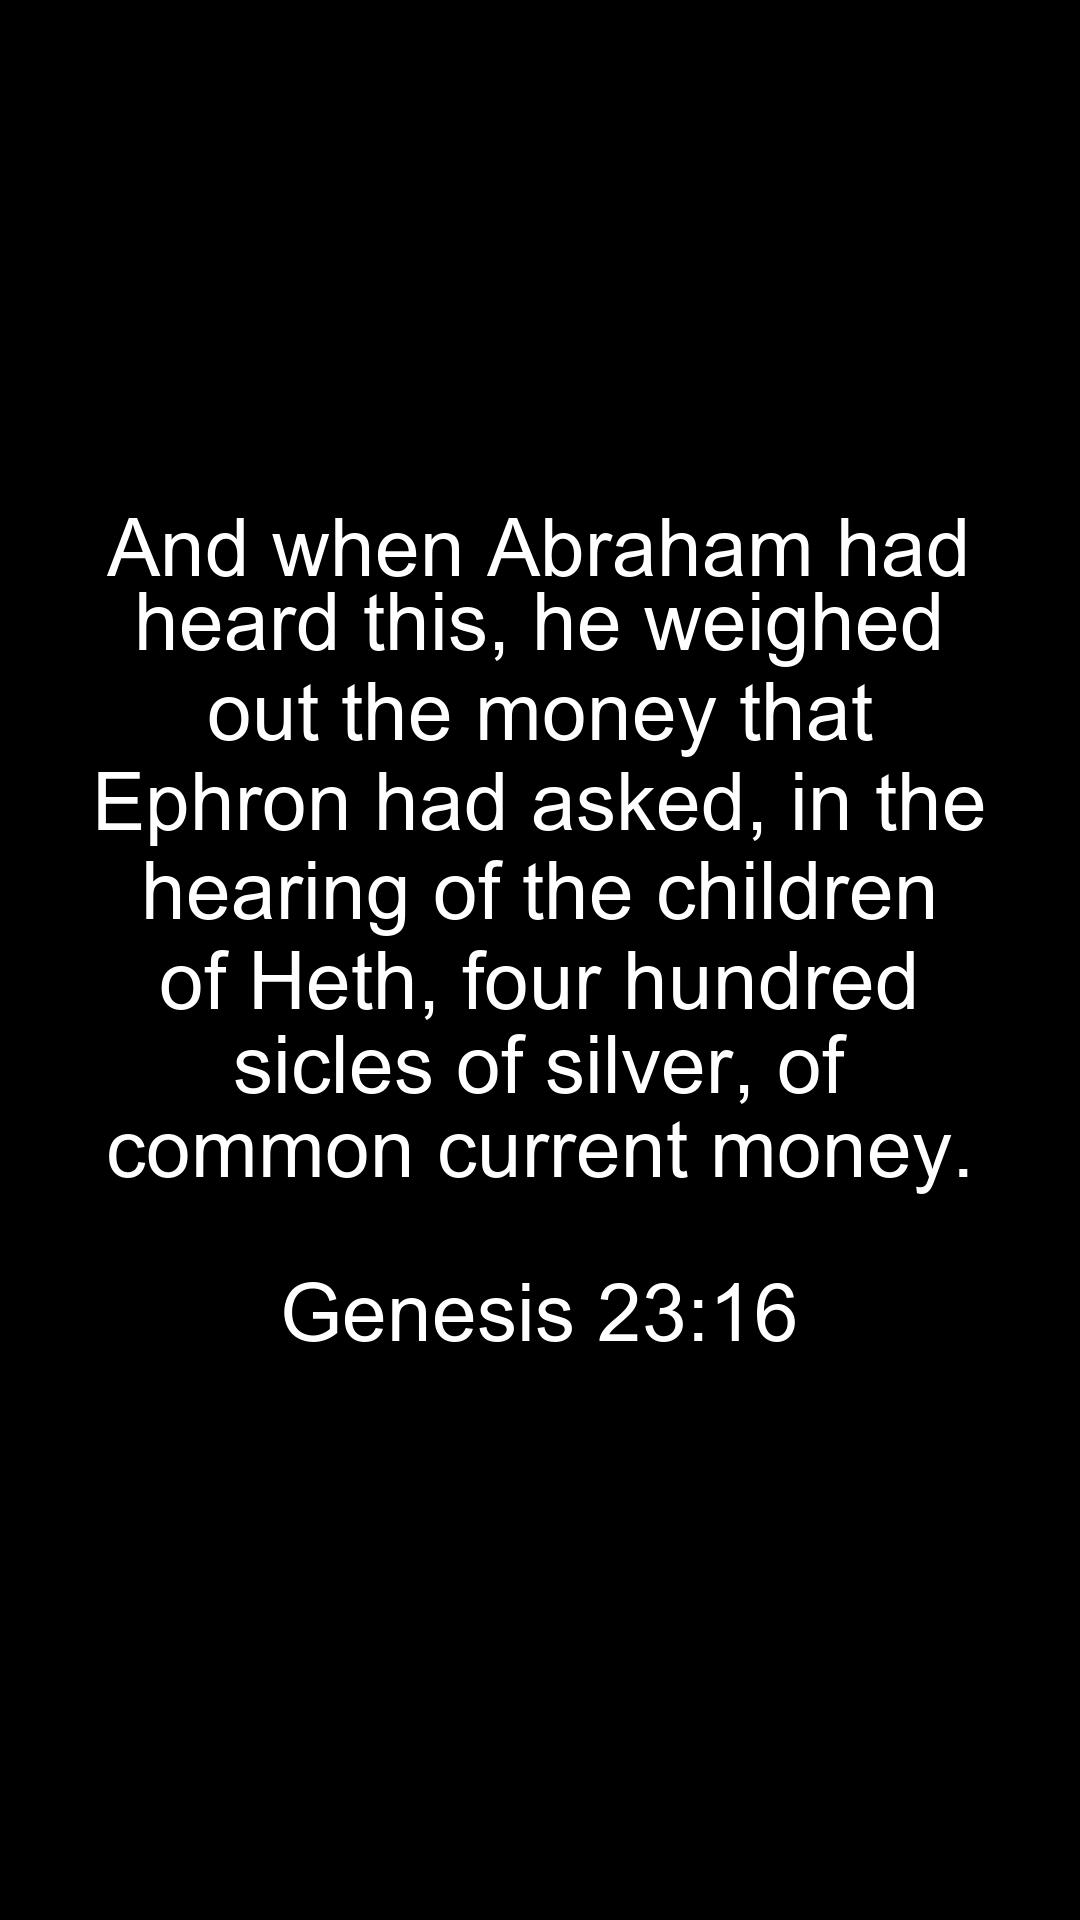 And when Abraham had
heard this, he weighed
out the money that
Ephron had asked, in the
hearing of the children
of Heth, four hundred
sicles of silver, of
common current money.
Genesis 23:16